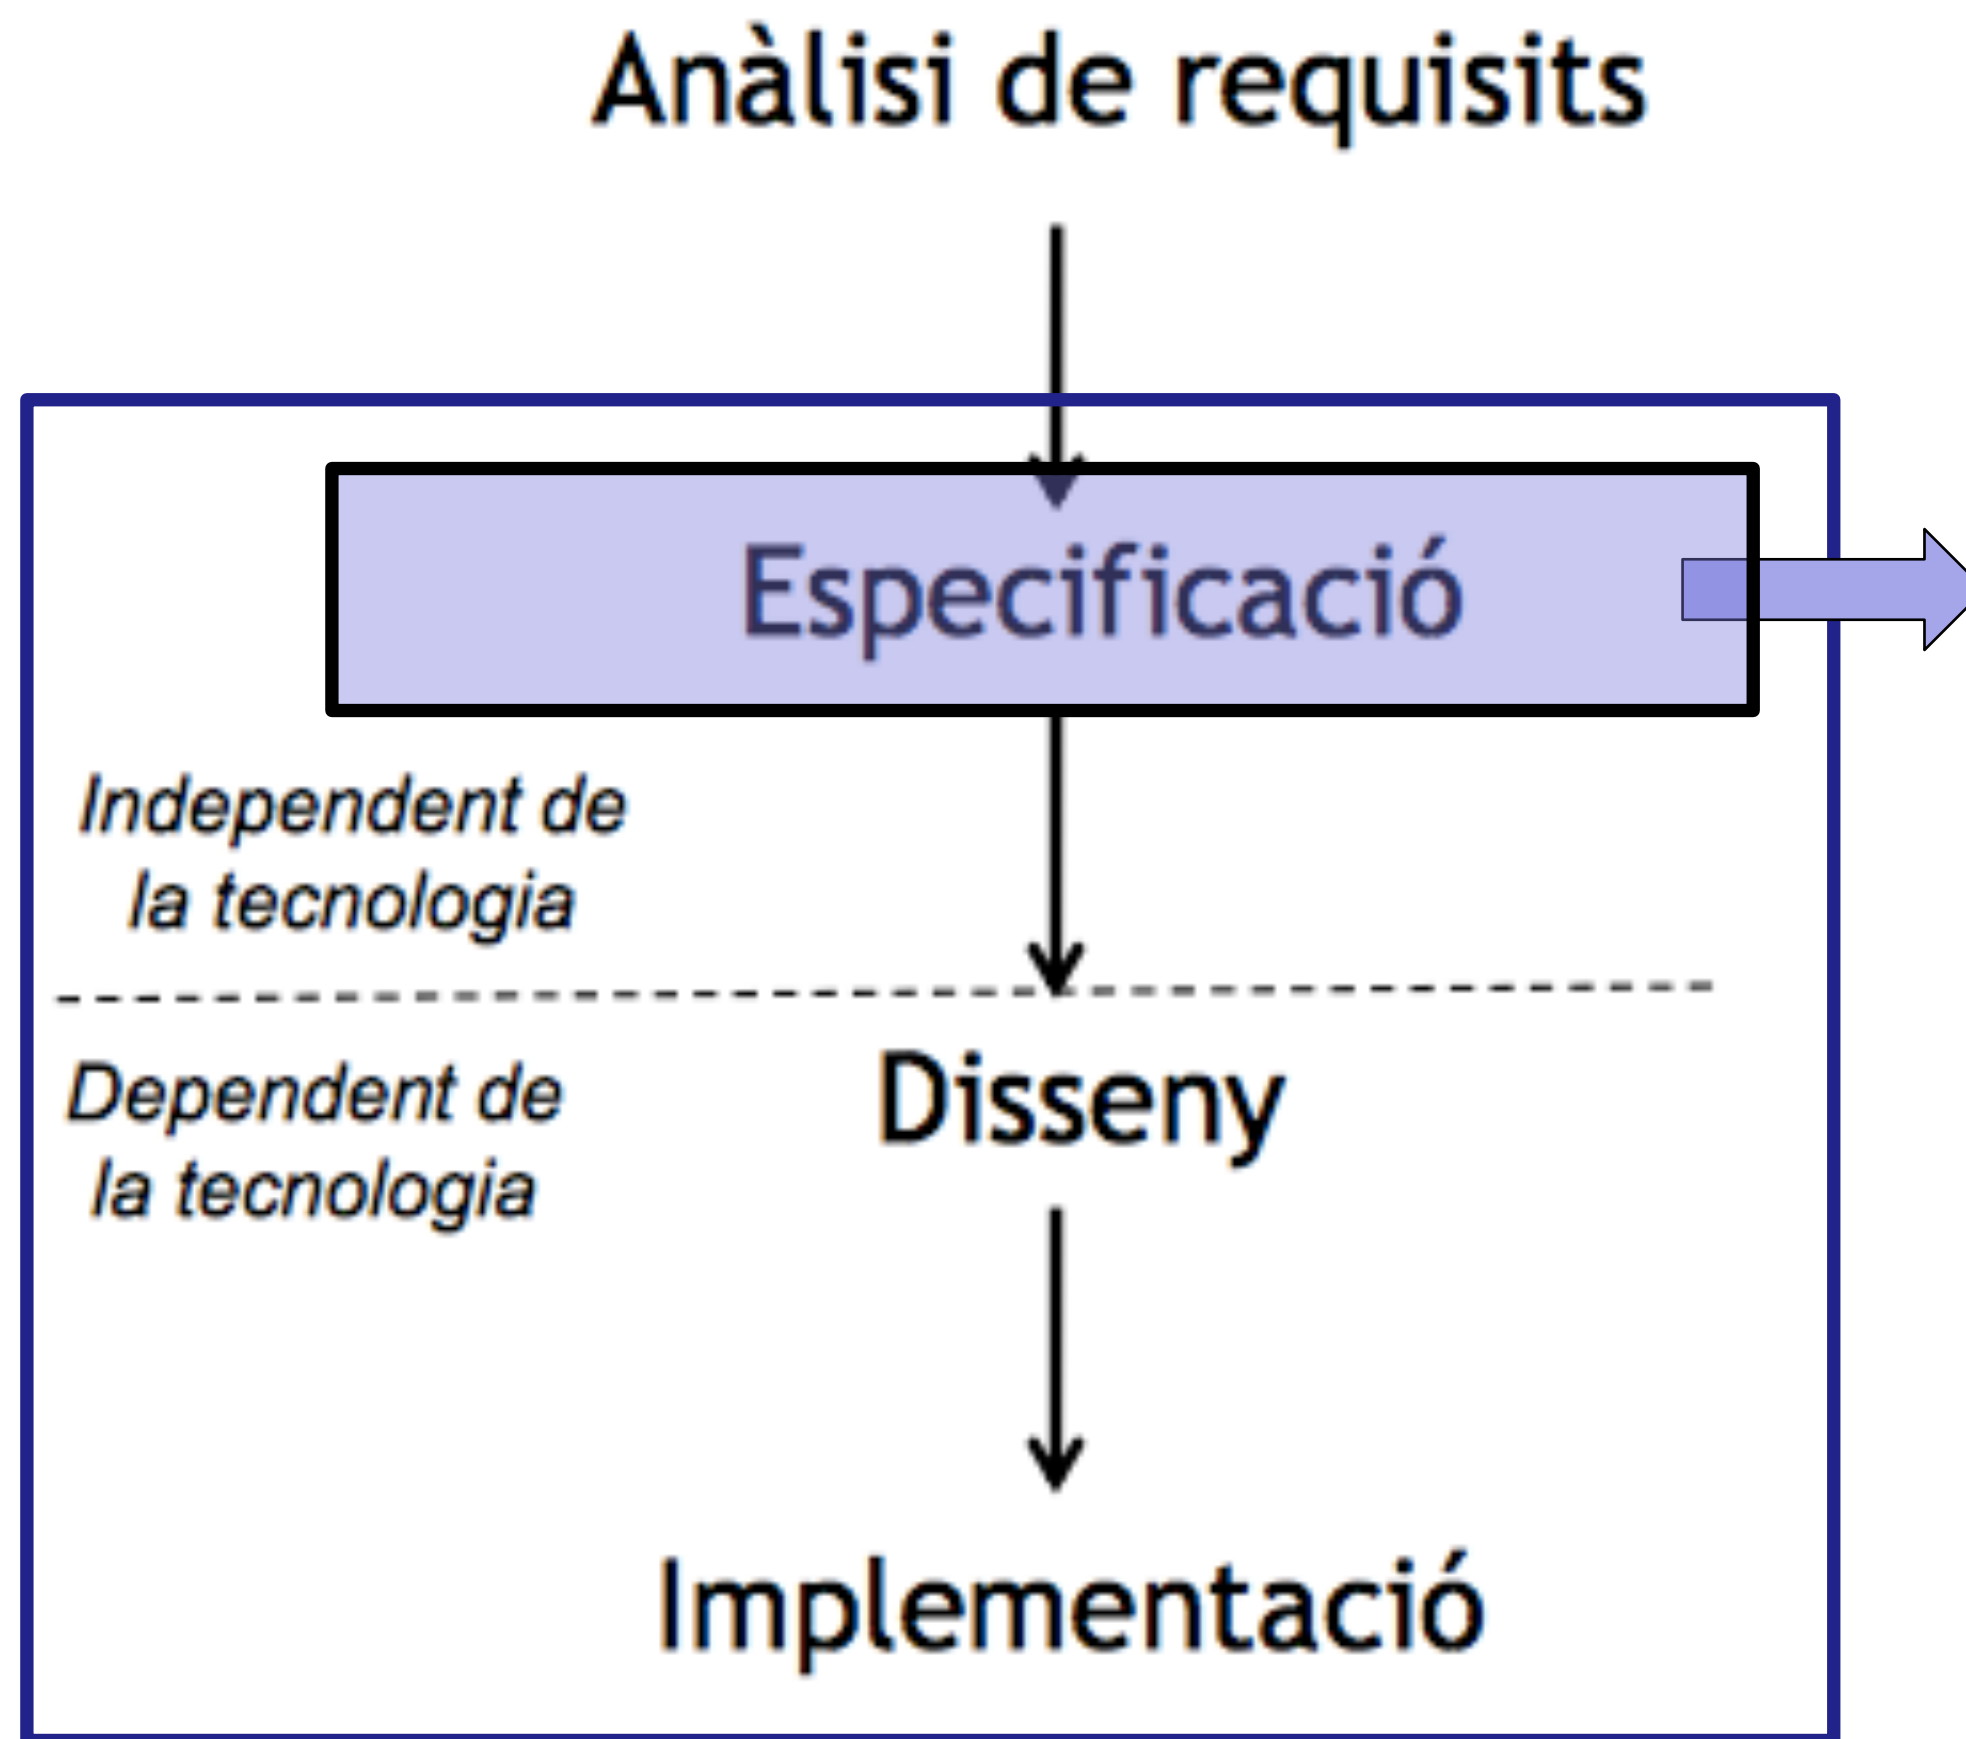 Anàlisi de requisits
Especificació
Independent de
la tecnologia
Dependent de
la tecnologia
Disseny
Implementació